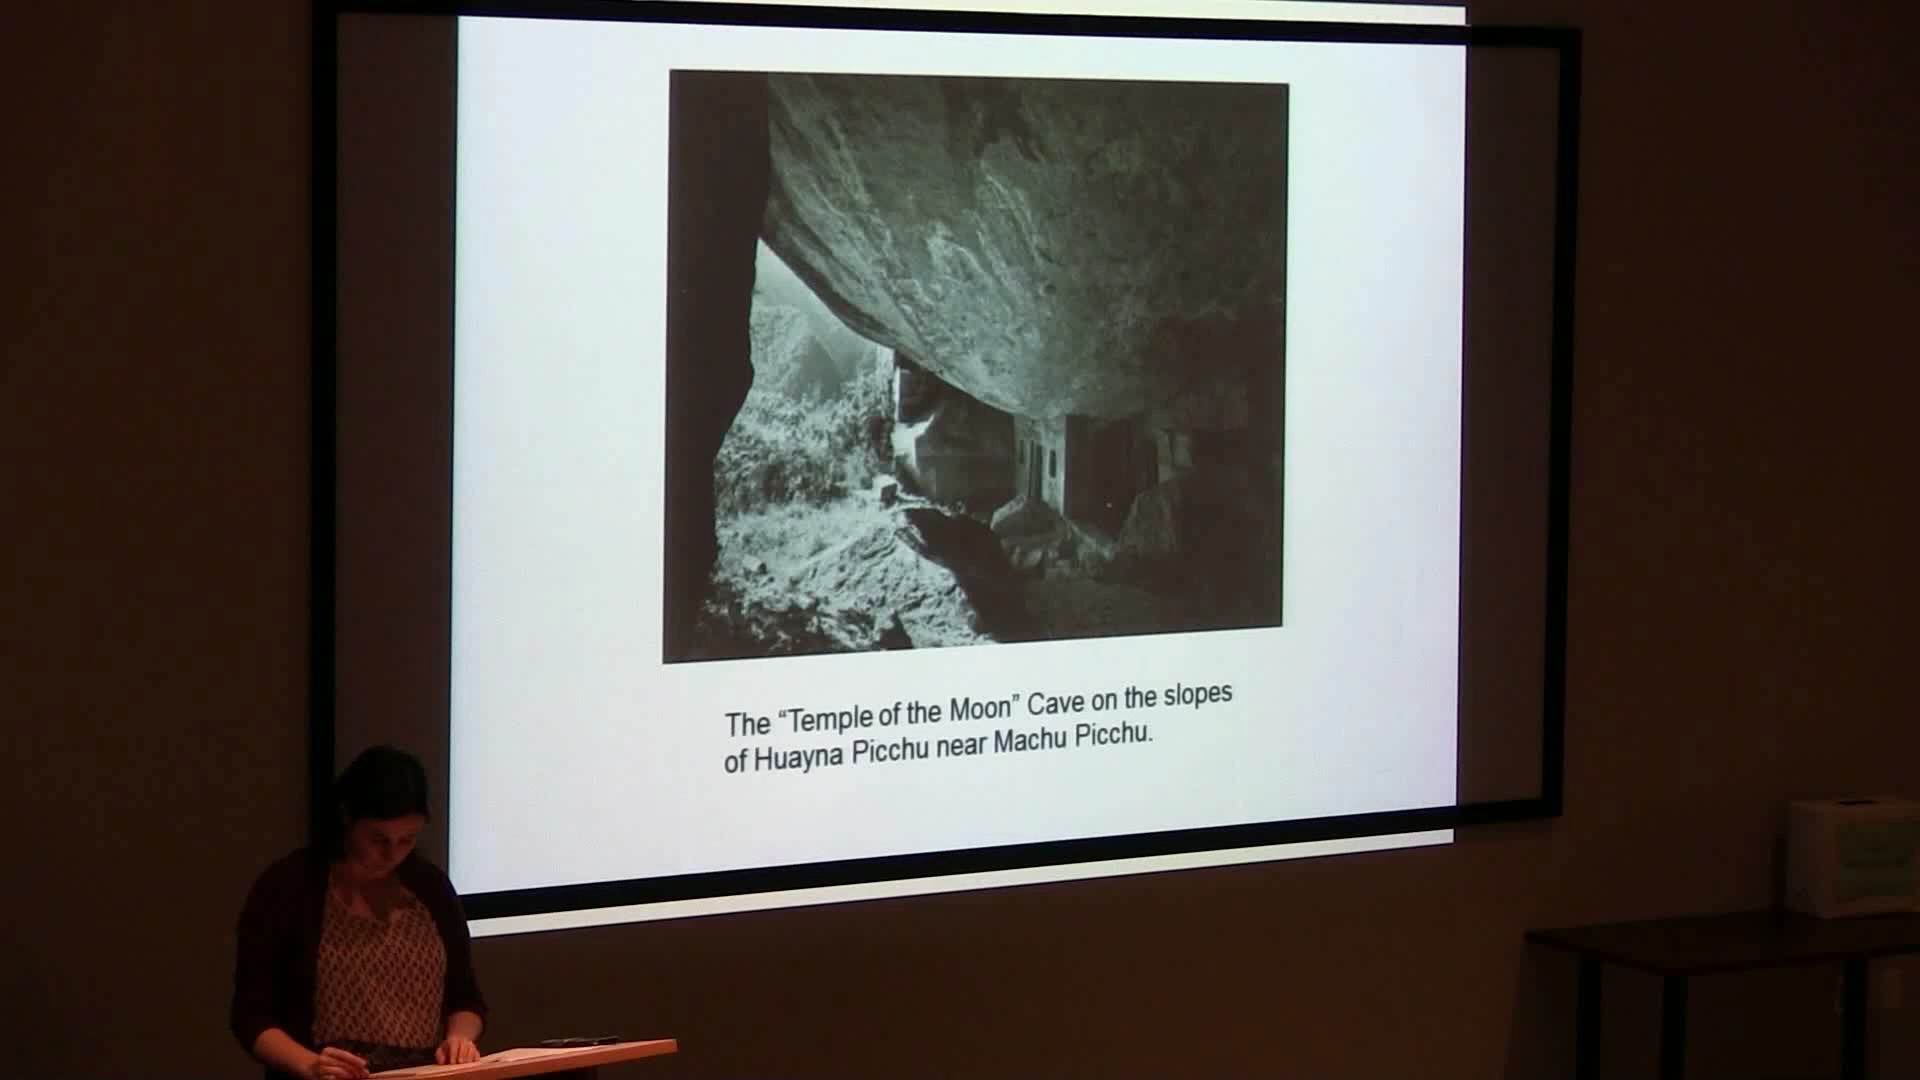 The “Temple of the Moon” Cave on the slopes
of Huayna Picchu near Machu Picchu.